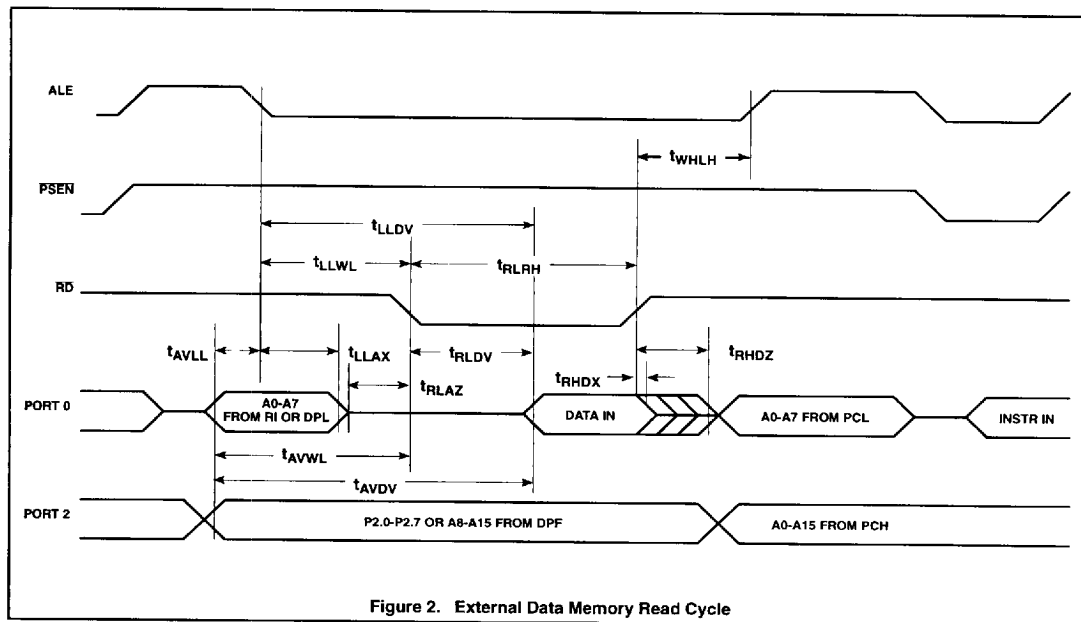 ALE
tWHLH
PSEN
tLLDV
tLLWL
tRLRH
RD
tAVLL
tLLAX
tRLDV
tRHDZ
tRLAZ
tRHDX
PORT 0
A0-A7
FROM RI OR DPL
DATA IN
A0-A7 FROM PCL
INSTR IN
tAVWL
tAVDV
PORT 2
P2.0-P2.7 OR A8-A15 FROM DPF
A0-A15 FROM PCH
Figure 2. External Data Memory Read Cycle